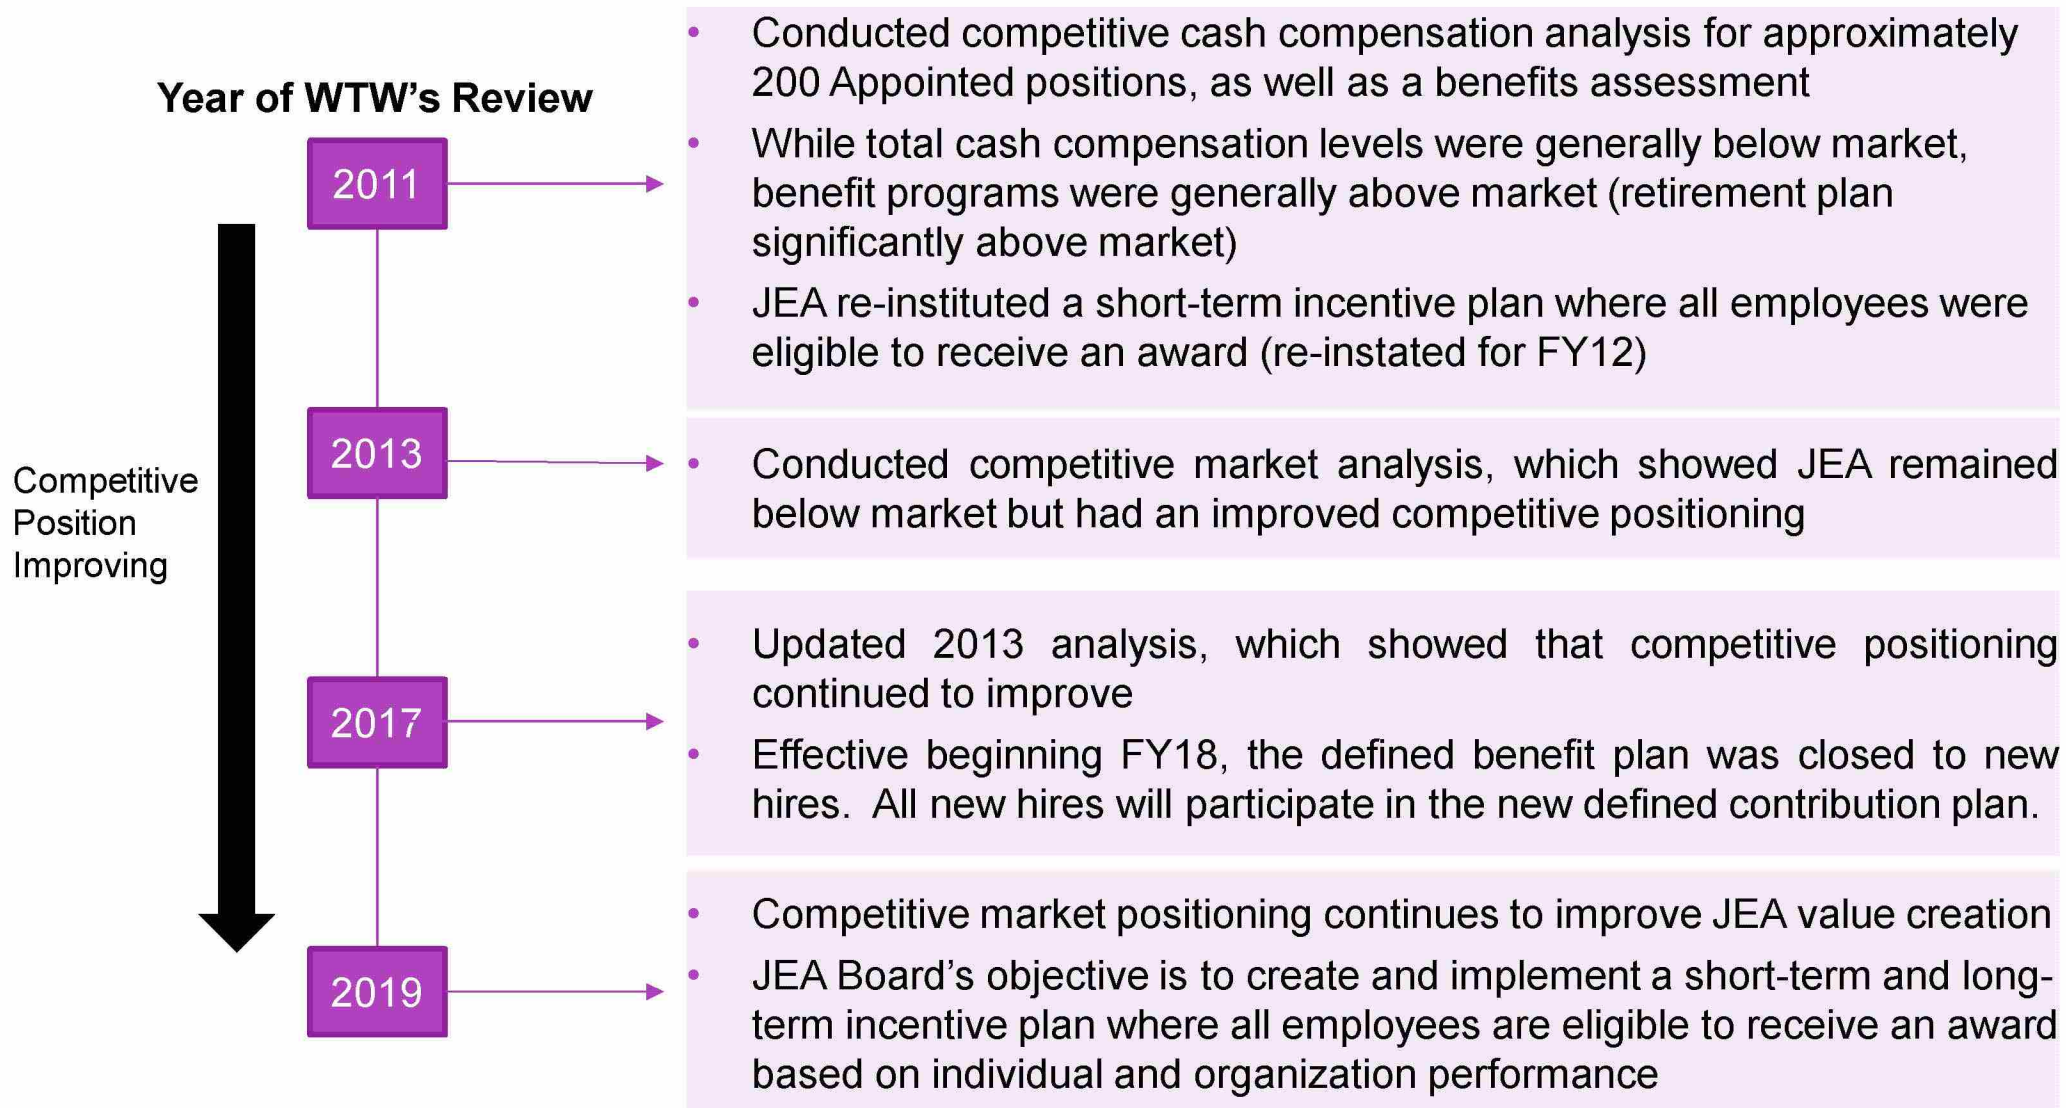 Year of WTW's Review
2011
• Conducted competitive cash compensation analysis for approximately
200 Appointed positions, as well as a benefits assessment
• While total cash compensation levels were generally below market,
benefit programs were generally above market (retirement plan
significantly above market)
• JEA re-instituted a short-term incentive plan where all employees were
eligible to receive an award (re-instated for FY12)
Competitive
Position
Improving
2013
• Conducted competitive market analysis, which showed JEA remained
below market but had an improved competitive positioning
2017
• Updated 2013 analysis, which showed that competitive positioning
continued to improve
• Effective beginning FY18, the defined benefit plan was closed to new
hires.  All new hires will participate in the new defined contribution plan.
2019
• Competitive market positioning continues to improve JEA value creation
• JEA Board's objective is to create and implement a short-term and long-
term incentive plan where all employees are eligible to receive an award
based on individual and organization performance